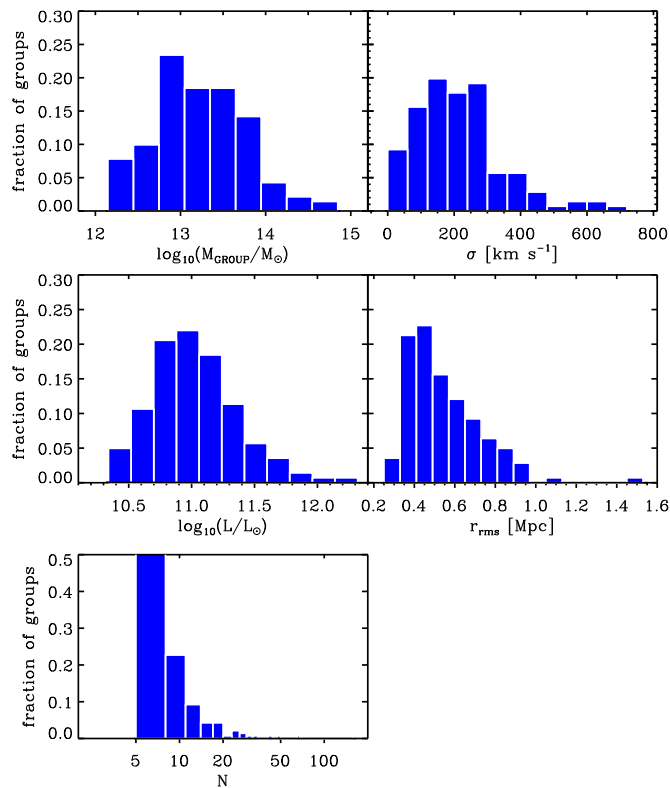 0.30
0.25
0.20
0.15
0.10
0.05
0.00
fraction of groups
12 13 14 15
log₁₀(M_GROUP/M☉)
0 200 400 600 800
σ [km s⁻¹]
0.30
0.25
0.20
0.15
0.10
0.05
0.00
fraction of groups
10.5 11.0 11.5 12.0
log₁₀(L/L☉)
0.2 0.4 0.6 0.8 1.0 1.2 1.4 1.6
r_rms [Mpc]
0.5
0.4
0.3
0.2
0.1
0.0
fraction of groups
5 10 20 50 100
N